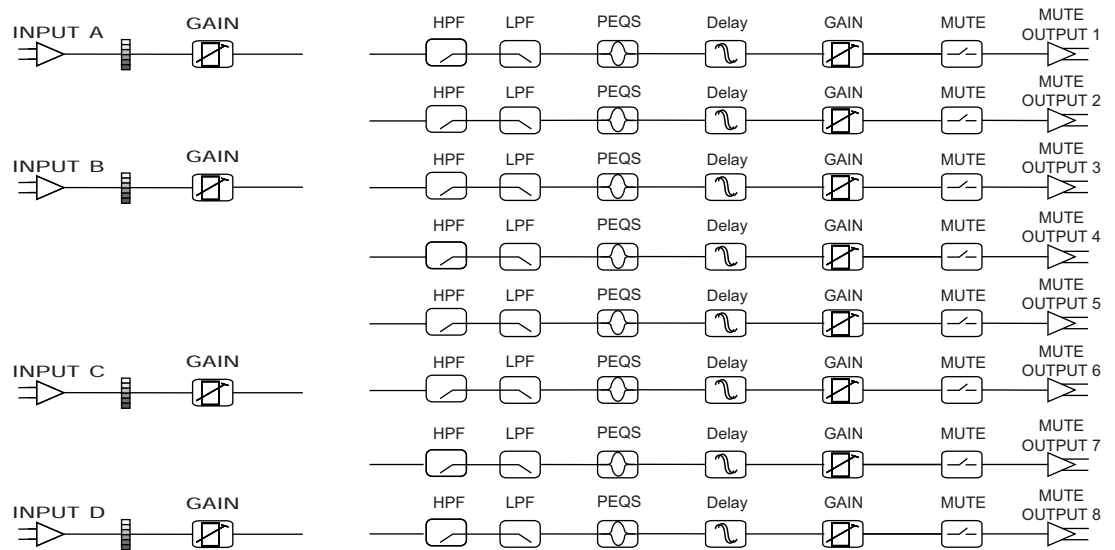 INPUT A GAIN HPF LPF PEQS Delay GAIN MUTE MUTE
OUTPUT 1
HPF LPF PEQS Delay GAIN MUTE MUTE
OUTPUT 2
INPUT B GAIN HPF LPF PEQS Delay GAIN MUTE MUTE
OUTPUT 3
HPF LPF PEQS Delay GAIN MUTE MUTE
OUTPUT 4
HPF LPF PEQS Delay GAIN MUTE MUTE
OUTPUT 5
INPUT C GAIN HPF LPF PEQS Delay GAIN MUTE MUTE
OUTPUT 6
HPF LPF PEQS Delay GAIN MUTE MUTE
OUTPUT 7
INPUT D GAIN HPF LPF PEQS Delay GAIN MUTE MUTE
OUTPUT 8